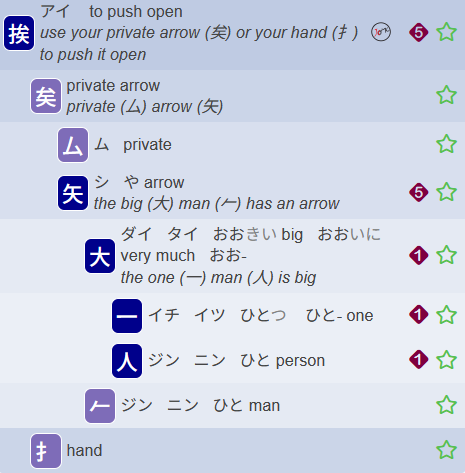 挨 アイ to push open
use your private arrow (矣) or your hand (扌)
to push it open
5
矣 private arrow
private (厶) arrow (矢)
厶 ム private
矢 シ や arrow
the big (大) man (𠂉) has an arrow
5
大 ダイ タイ おおきい big おおいに
very much おお-
the one (一) man (人) is big
1
一 イチ イツ ひとつ ひと- one
1
人 ジン ニン ひと person
1
𠂉 ジン ニン ひと man
扌 hand